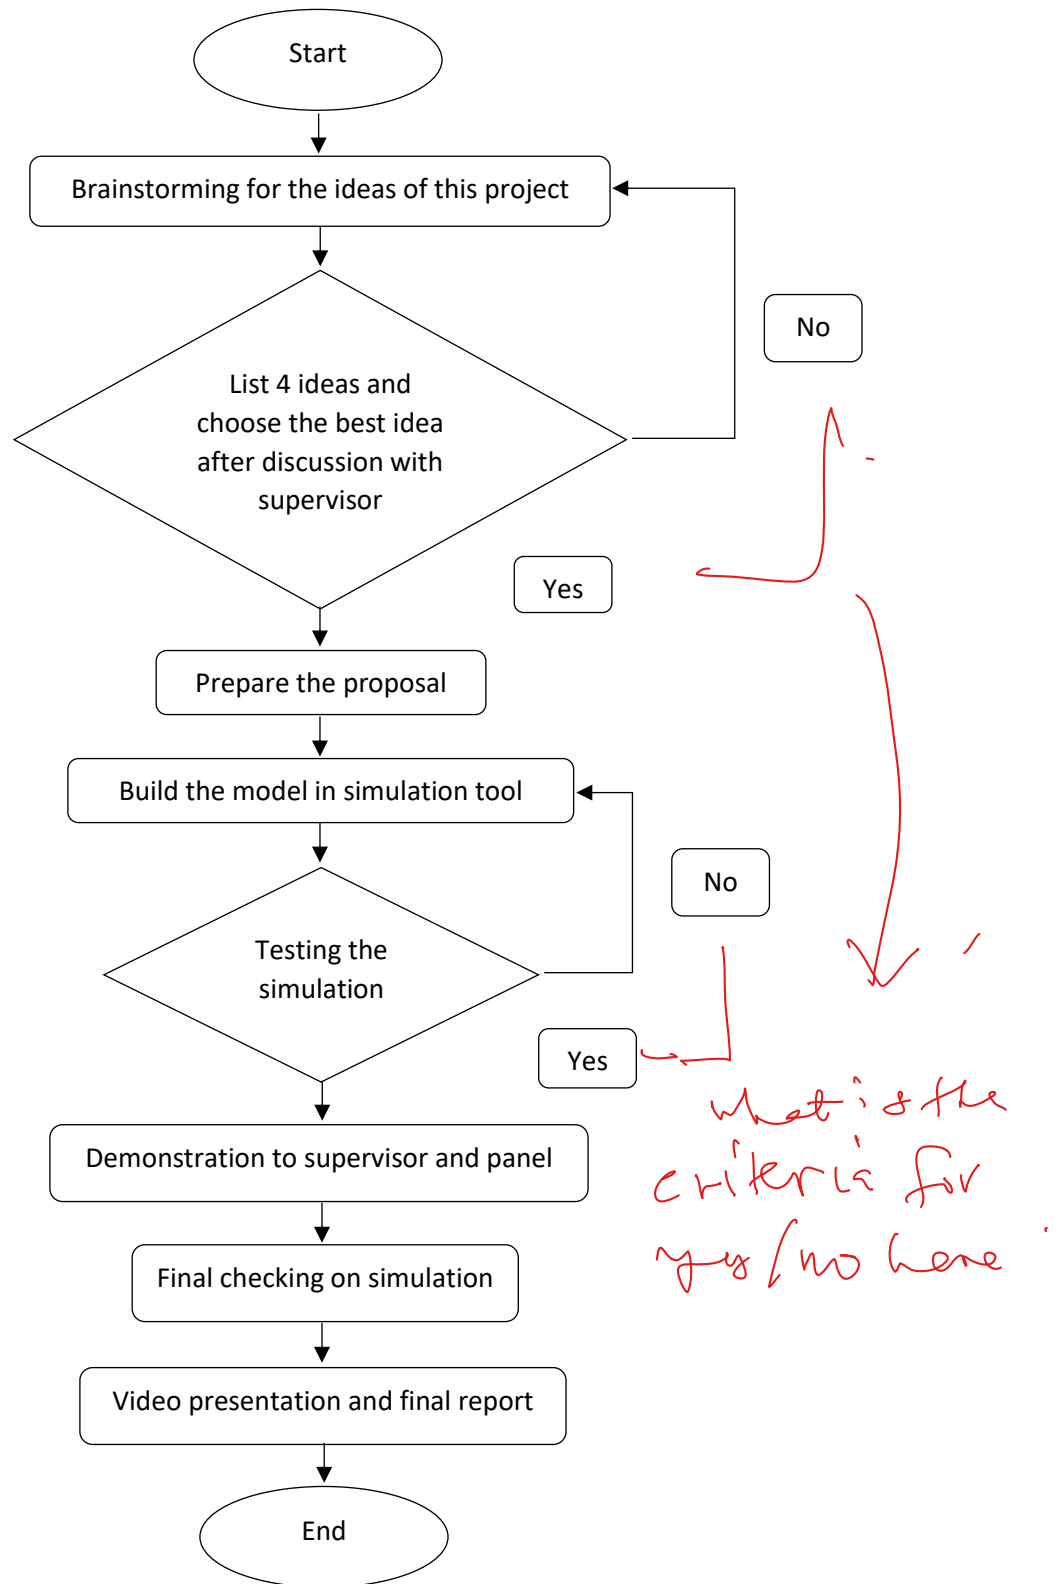 Start
Brainstorming for the ideas of this project
No
List 4 ideas and
choose the best idea
after discussion with
supervisor
Yes
Prepare the proposal
Build the model in simulation tool
No
Testing the
simulation
Yes
what is the
criteria for
yes/no here
Demonstration to supervisor and panel
Final checking on simulation
Video presentation and final report
End